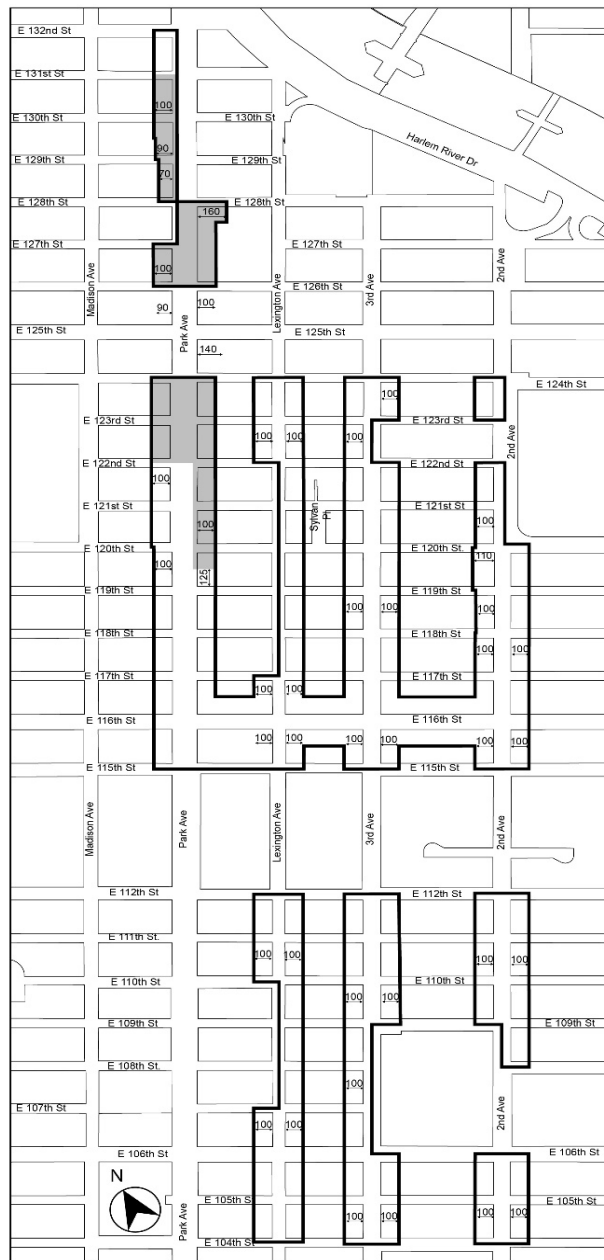 E 132nd St
E 131st St
100
E 130th St
E 130th St
90
Harlem River Dr
E 129th St
E 129th St
70
E 128th St
E 128th St
160
E 127th St
E 127th St
100
Madison Ave
Park Ave
Lexington Ave
3rd Ave
2nd Ave
E 126th St
90
100
E 125th St
E 125th St
140
E 124th St
100
E 123rd St
E 123rd St
100
100
100
2nd Ave
E 122nd St
E 122nd St
100
E 121st St
E 121st St
100
100
Sylvan Pl
E 120th St
E 120th St.
100
110
125
E 119th St
E 119th St
100
100
100
E 118th St
E 118th St
100
100
E 117th St
E 117th St
100
100
E 116th St
E 116th St
100
100
100
100
100
100
E 115th St
E 115th St
Madison Ave
Park Ave
Lexington Ave
3rd Ave
2nd Ave
E 112th St
E 112th St
E 111th St.
100
100
100
100
E 110th St
E 110th St
100
100
E 109th St
E 109th St
E 108th St.
100
E 107th St
2nd Ave
100
100
E 106th St
E 106th St
N
E 105th St
E 105th St
Park Ave
100
100
100
100
E 104th St